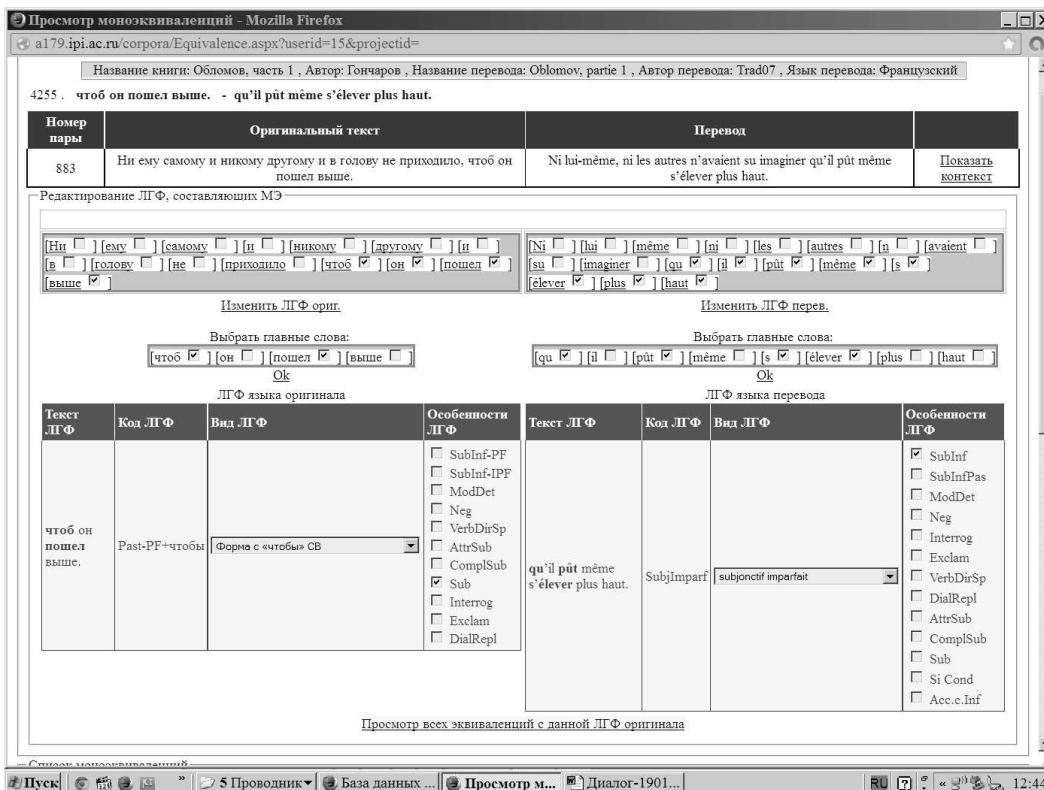 Просмотр моноэквиваленций - Mozilla Firefox
a179.ipi.ac.ru/corpora/Equivalence.aspx?userid=15&projectid=
Название книги: Обломов, часть 1 , Автор: Гончаров , Название перевода: Oblomov, partie 1 , Автор перевода: Trad07 , Язык перевода: Французский
4255 . чтоб он пошел выше. - qu'il pût même s'élever plus haut.
Номер пары Оригинальный текст Перевод
883 Ни ему самому и никому другому и в голову не приходило, чтоб он пошел выше. Ni lui-même, ni les autres n'avaient su imaginer qu'il pût même s'élever plus haut. Показать контекст
Редактирование ЛГФ, составляющих МЭ
[Ни ] [ему ] [самому ] [и ] [никому ] [другому ] [и ]
[в ] [голову ] [не ] [приходило ] [чтоб ] [он ] [пошел ]
[выше ]
[Ni ] [lui ] [même ] [ni ] [les ] [autres ] [n ] [avaient ]
[su ] [imaginer ] [qu ] [il ] [pût ] [même ] [s ]
[élever ] [plus ] [haut ]
Изменить ЛГФ ориг. Изменить ЛГФ перев.
Выбрать главные слова: Выбрать главные слова:
[чтоб ] [он ] [пошел ] [выше ] [qu ] [il ] [pût ] [même ] [s ] [élever ] [plus ] [haut ]
Ok Ok
ЛГФ языка оригинала ЛГФ языка перевода
Текст ЛГФ Код ЛГФ Вид ЛГФ Особенности ЛГФ
чтоб он пошел выше. Past-PF+чтобы Форма с «чтобы» СВ
SubInf-PF
SubInf-IPF
ModDet
Neg
VerbDirSp
AttrSub
ComplSub
Sub
Interrog
Exclam
DialRepl
Текст ЛГФ Код ЛГФ Вид ЛГФ Особенности ЛГФ
qu'il pût même s'élever plus haut. SubjImparf subjonctif imparfait
SubInf
SubInfPas
ModDet
Neg
Interrog
Exclam
VerbDirSp
DialRepl
AttrSub
ComplSub
Sub
Si Cond
Acc.c.Inf
Просмотр всех эквиваленций с данной ЛГФ оригинала
Список моноэквиваленций
Пуск » 5 Проводник База данных ... Просмотр м... Диалог-1901... RU « 12:44